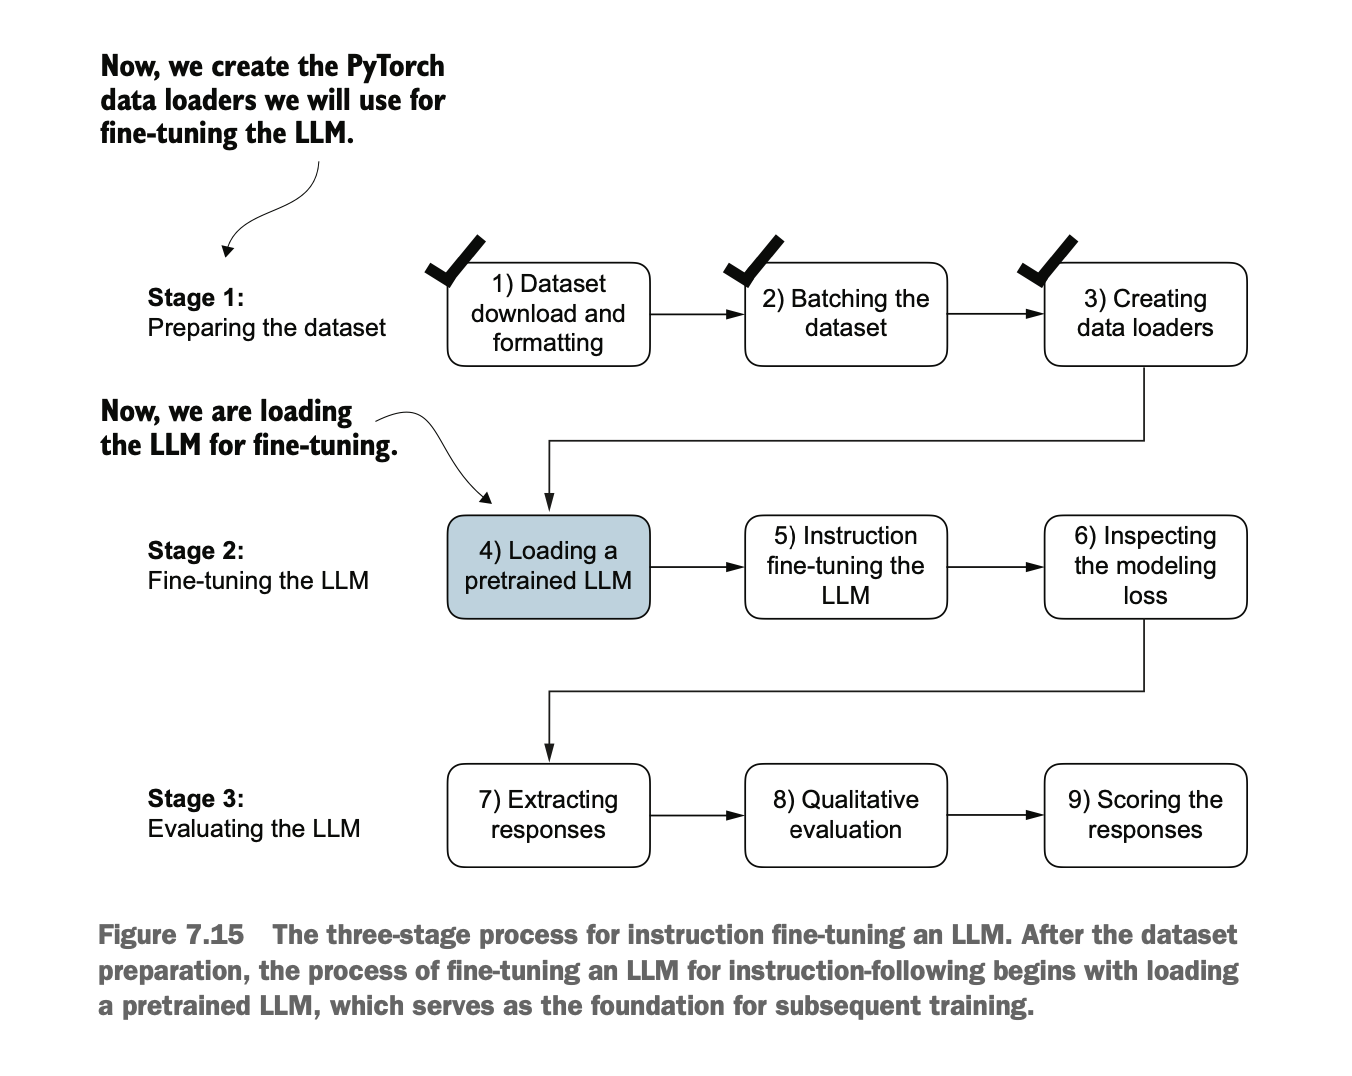 Now, we create the PyTorch
data loaders we will use for
fine-tuning the LLM.
Stage 1:
Preparing the dataset
1) Dataset
download and
formatting
2) Batching the
dataset
3) Creating
data loaders
Now, we are loading
the LLM for fine-tuning.
Stage 2:
Fine-tuning the LLM
4) Loading a
pretrained LLM
5) Instruction
fine-tuning the
LLM
6) Inspecting
the modeling
loss
Stage 3:
Evaluating the LLM
7) Extracting
responses
8) Qualitative
evaluation
9) Scoring the
responses
Figure 7.15 The three-stage process for instruction fine-tuning an LLM. After the dataset
preparation, the process of fine-tuning an LLM for instruction-following begins with loading
a pretrained LLM, which serves as the foundation for subsequent training.